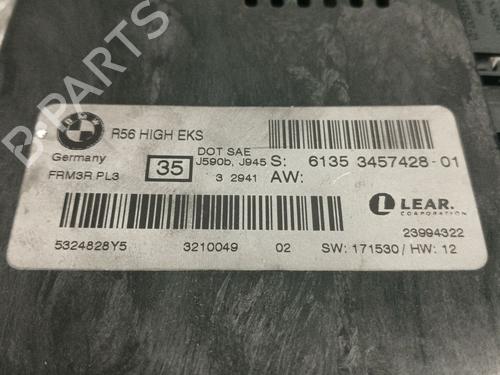 BMW
R56 HIGH EKS
Germany
FRM3R PL3
35
DOT SAE
J590b, J945
3 2941
S: 6135 3457428-01
AW:
LEAR.
CORPORATION
23994322
5324828Y5
3210049
02
SW: 171530 / HW: 12